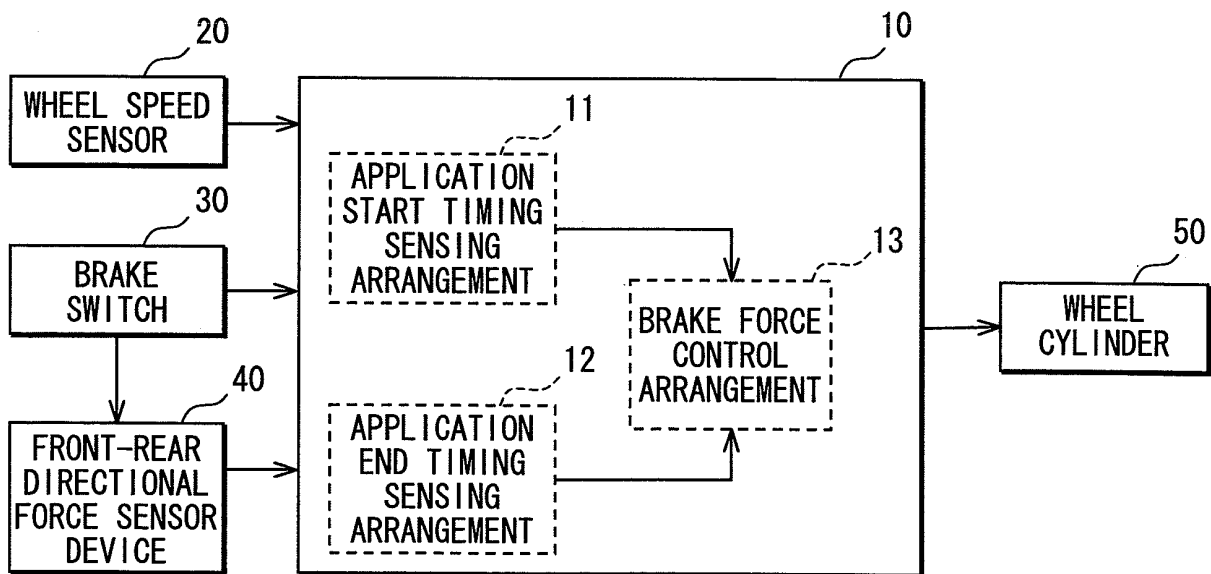 20
WHEEL SPEED
SENSOR
30
BRAKE
SWITCH
40
FRONT-REAR
DIRECTIONAL
FORCE SENSOR
DEVICE
10
11
APPLICATION
START TIMING
SENSING
ARRANGEMENT
12
APPLICATION
END TIMING
SENSING
ARRANGEMENT
13
BRAKE FORCE
CONTROL
ARRANGEMENT
50
WHEEL
CYLINDER